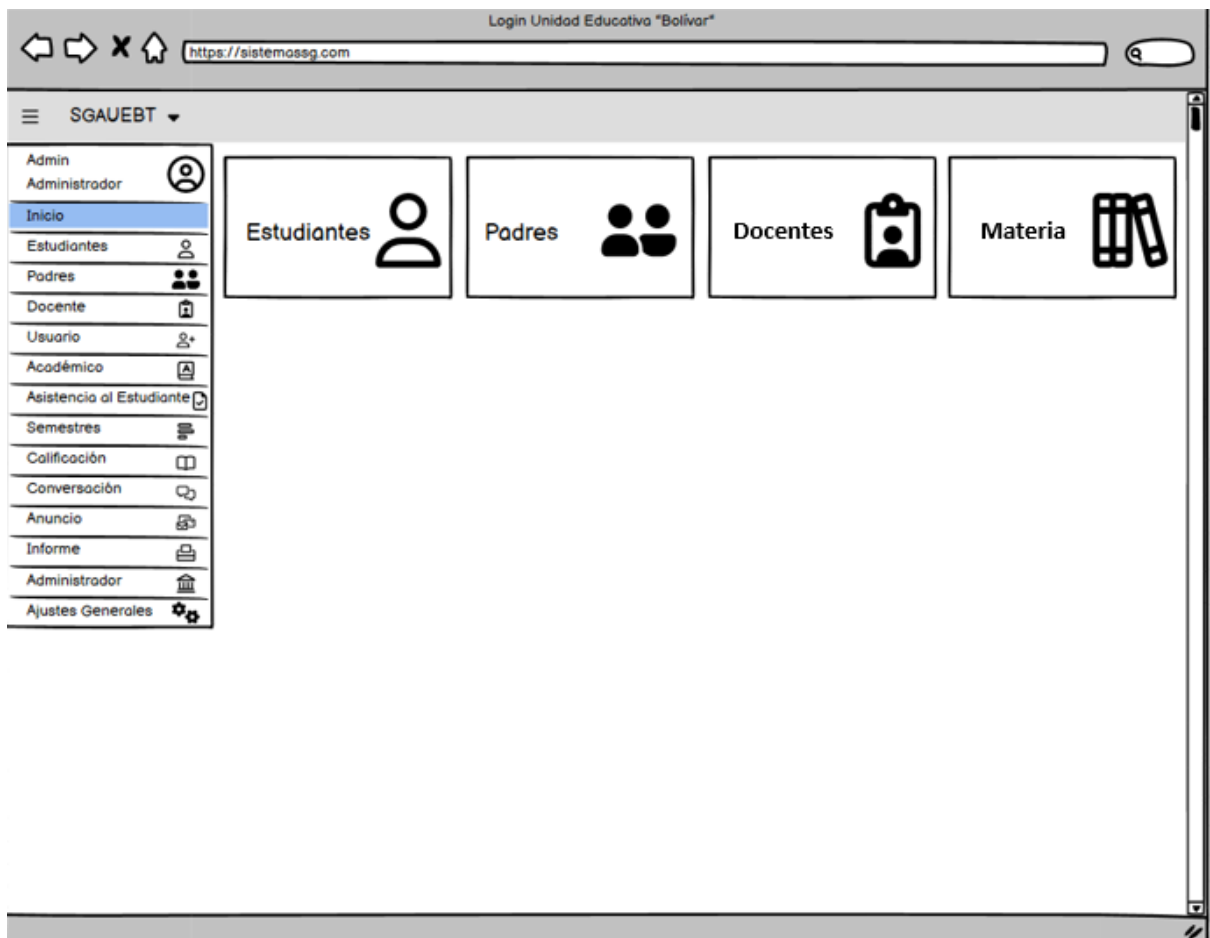 Login Unidad Educativa "Bolívar"
https://sistemassg.com
SGAUEBT
Admin
Administrador
Inicio
Estudiantes
Padres
Docente
Usuario
Académico
Asistencia al Estudiante
Semestres
Calificación
Conversación
Anuncio
Informe
Administrador
Ajustes Generales
Estudiantes
Padres
Docentes
Materia